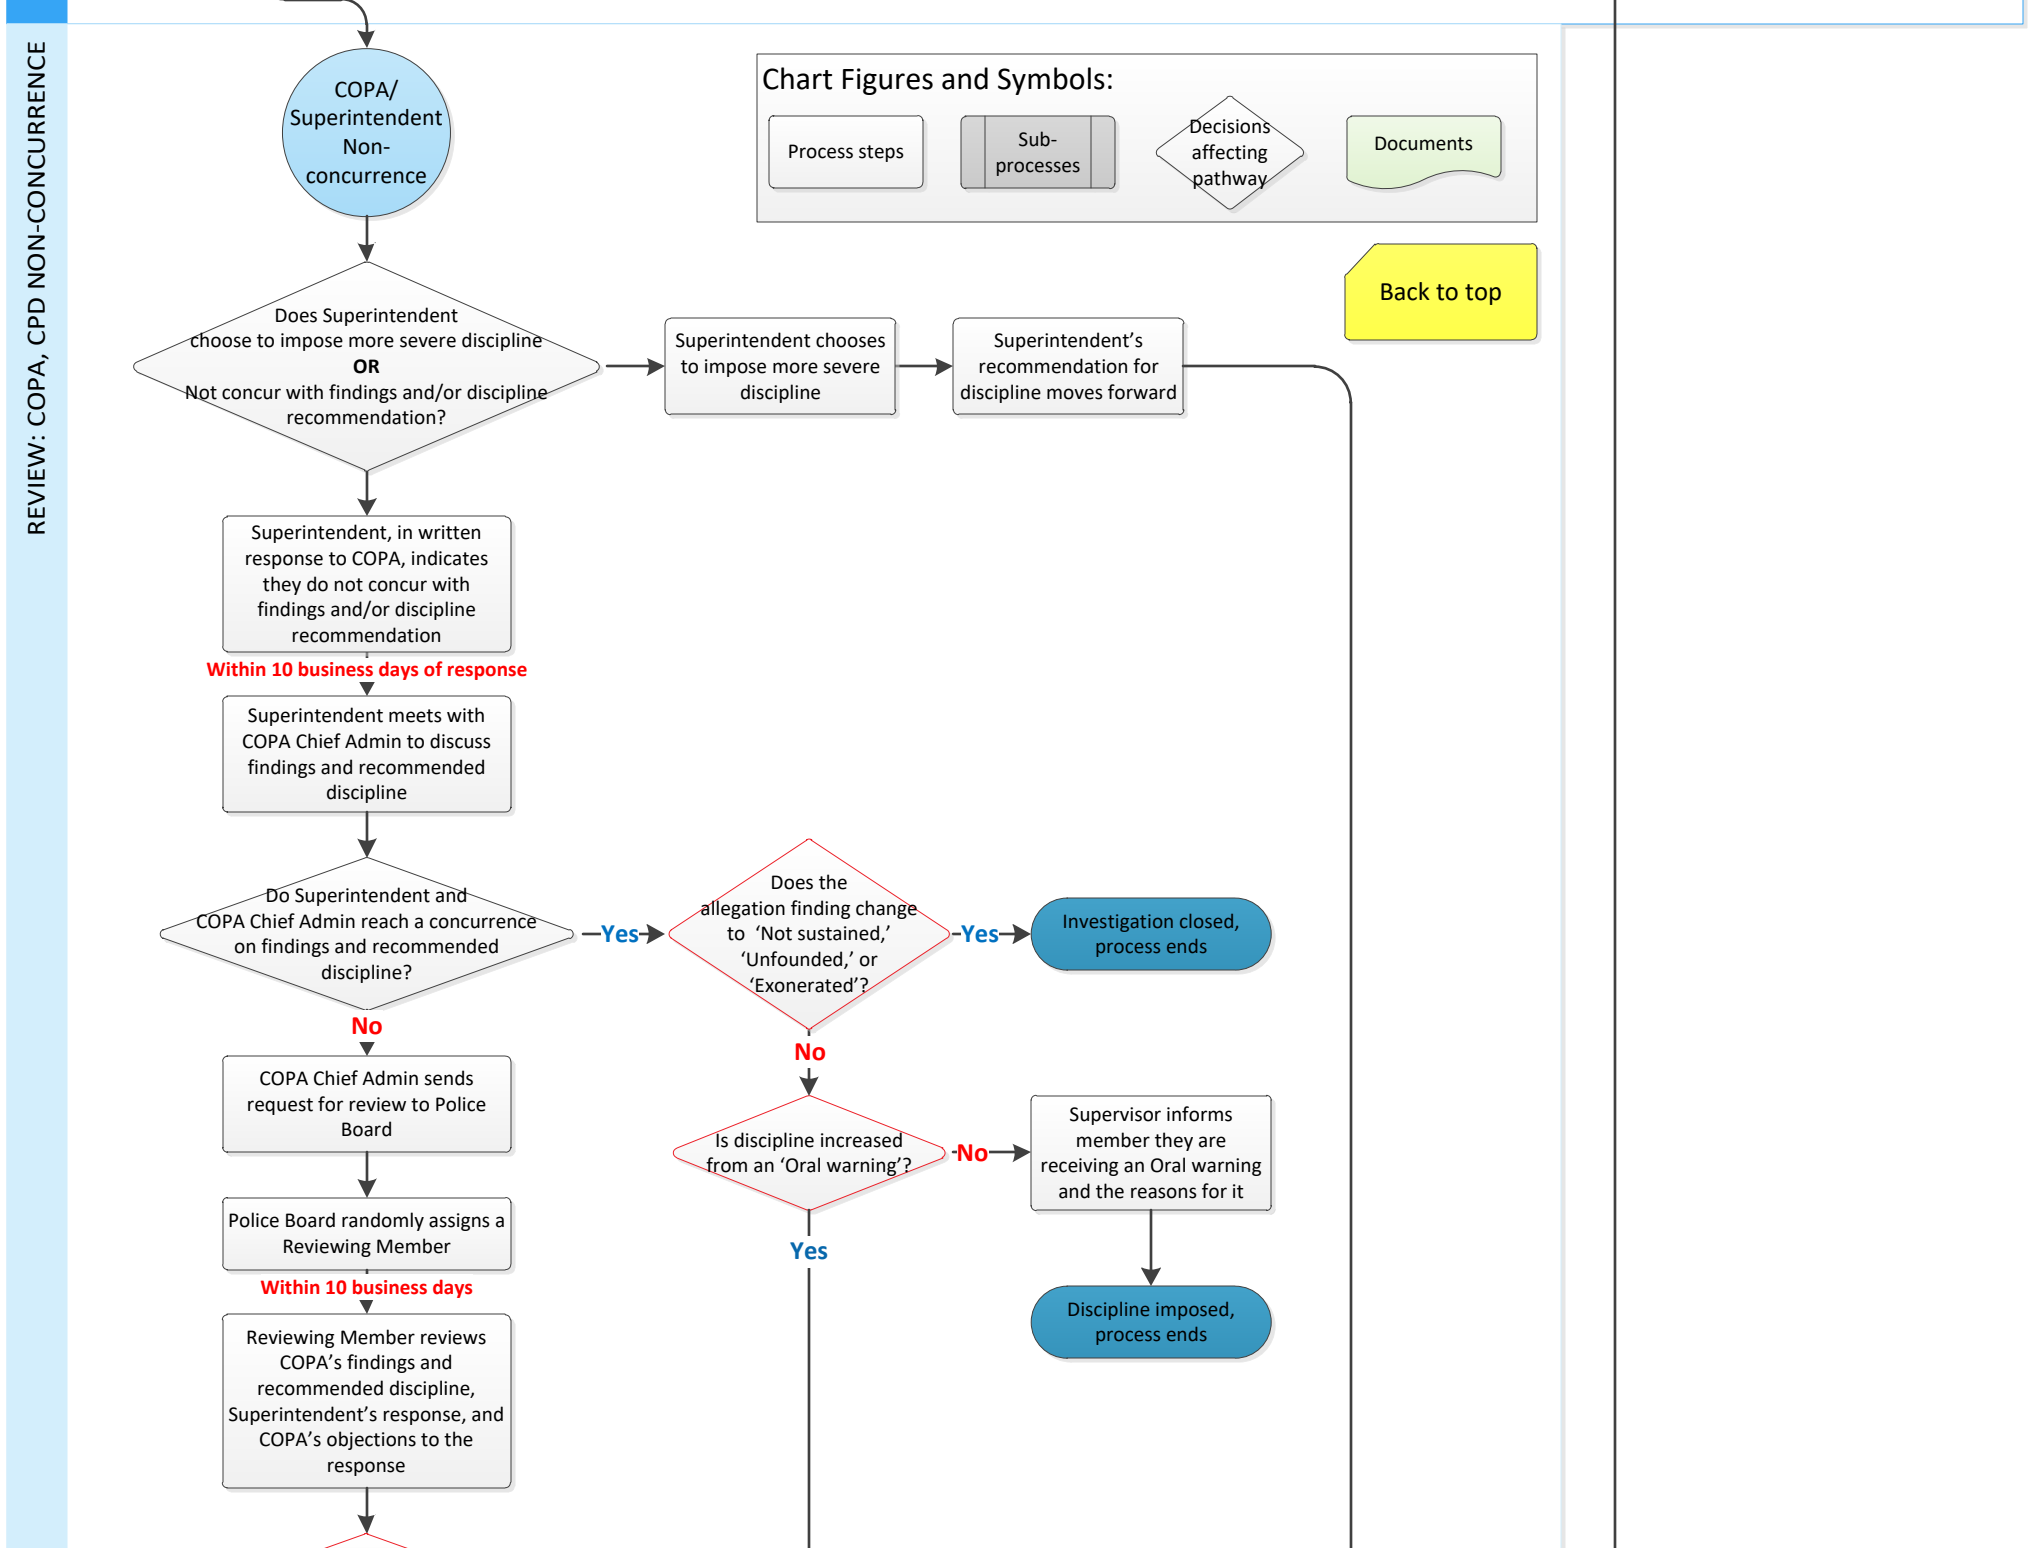 REVIEW: COPA, CPD NON-CONCURRENCE
COPA/
Superintendent
Non-
concurrence
Chart Figures and Symbols:
Process steps
Sub-
processes
Decisions
affecting
pathway
Documents
Back to top
Does Superintendent
choose to impose more severe discipline
OR
Not concur with findings and/or discipline
recommendation?
Superintendent chooses
to impose more severe
discipline
Superintendent’s
recommendation for
discipline moves forward
Superintendent, in written
response to COPA, indicates
they do not concur with
findings and/or discipline
recommendation
Within 10 business days of response
Superintendent meets with
COPA Chief Admin to discuss
findings and recommended
discipline
Do Superintendent and
COPA Chief Admin reach a concurrence
on findings and recommended
discipline?
Yes
Does the
allegation finding change
to ‘Not sustained,’
‘Unfounded,’ or
‘Exonerated’?
Yes
Investigation closed,
process ends
No
No
COPA Chief Admin sends
request for review to Police
Board
Is discipline increased
from an ‘Oral warning’?
No
Supervisor informs
member they are
receiving an Oral warning
and the reasons for it
Police Board randomly assigns a
Reviewing Member
Yes
Within 10 business days
Discipline imposed,
process ends
Reviewing Member reviews
COPA’s findings and
recommended discipline,
Superintendent’s response, and
COPA’s objections to the
response